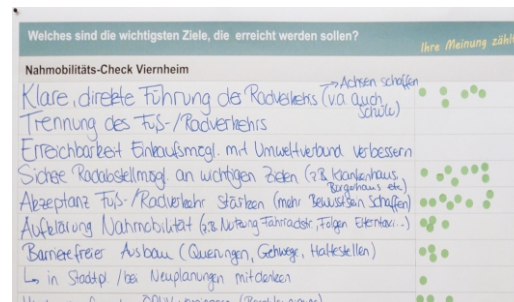 Welches sind die wichtigsten Ziele, die erreicht werden sollen?
Ihre Meinung zählt
Nahmobilitäts-Check Viernheim
→ Achsen schaffen
Klare, direkte Führung des Radverkehrs (v.a. auch Schule)
Trennung des Fuß-/Radverkehrs
Erreichbarkeit Einkaufsmögl. mit Umweltverbund verbessern
Sichere Radabstellmögl. an wichtigen Zielen (z.B. Krankenhaus,
Bürgerhaus etc)
Akzeptanz Fuß-/Radverkehr stärken (mehr Bewusstsein schaffen)
Aufklärung Nahmobilität (z.B. Nutzung Fahrradstr., Folgen Elterntaxi...)
Barrierefreier Ausbau (Querungen, Gehwege, Haltestellen)
↳ in Stadtpl / bei Neuplanungen mitdenken